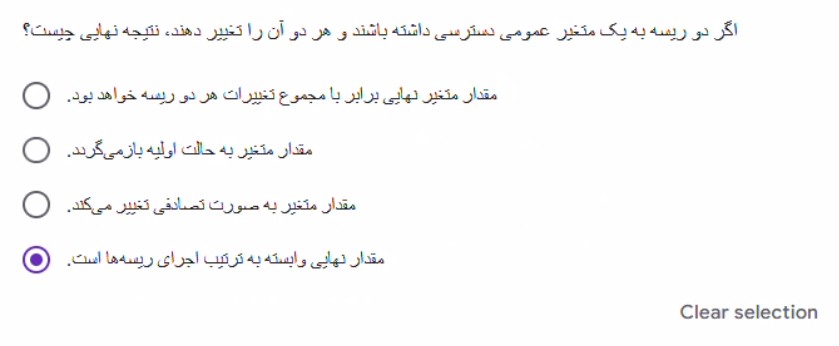 اگر دو ریسه به یک متغیر عمومی دسترسی داشته باشند و هر دو آن را تغییر دهند، نتیجه نهایی چیست؟
مقدار متغیر نهایی برابر با مجموع تغییرات هر دو ریسه خواهد بود.
مقدار متغیر به حالت اولیه بازمی‌گردد.
مقدار متغیر به صورت تصادفی تغییر می‌کند.
مقدار نهایی وابسته به ترتیب اجرای ریسه‌ها است.
Clear selection